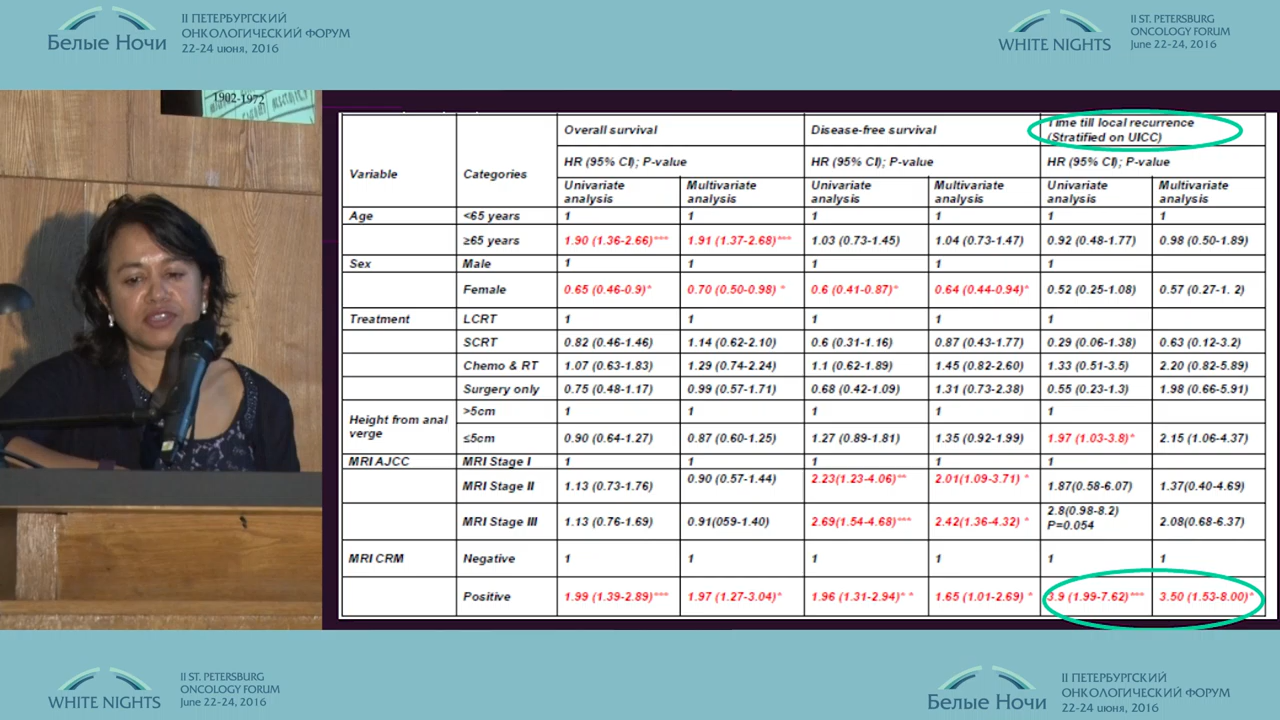 II ПЕТЕРБУРГСКИЙ
ОНКОЛОГИЧЕСКИЙ ФОРУМ
Белые Ночи
22-24 июня, 2016
II ST. PETERSBURG
ONCOLOGY FORUM
WHITE NIGHTS
June 22-24, 2016
1902-1972
Variable Categories Overall survival Disease-free survival Time till local recurrence
(Stratified on UICC)
HR (95% CI); P-value HR (95% CI); P-value HR (95% CI); P-value
Univariate analysis Multivariate analysis Univariate analysis Multivariate analysis Univariate analysis Multivariate analysis
Age <65 years 1 1 1 1 1 1
≥65 years 1.90 (1.36-2.66)*** 1.91 (1.37-2.68)*** 1.03 (0.73-1.45) 1.04 (0.73-1.47) 0.92 (0.48-1.77) 0.98 (0.50-1.89)
Sex Male 1 1 1 1 1
Female 0.65 (0.46-0.9)* 0.70 (0.50-0.98) * 0.6 (0.41-0.87)* 0.64 (0.44-0.94)* 0.52 (0.25-1.08) 0.57 (0.27-1. 2)
Treatment LCRT 1 1 1 1 1
SCRT 0.82 (0.46-1.46) 1.14 (0.62-2.10) 0.6 (0.31-1.16) 0.87 (0.43-1.77) 0.29 (0.06-1.38) 0.63 (0.12-3.2)
Chemo & RT 1.07 (0.63-1.83) 1.29 (0.74-2.24) 1.1 (0.62-1.89) 1.45 (0.82-2.60) 1.33 (0.51-3.5) 2.20 (0.82-5.89)
Surgery only 0.75 (0.48-1.17) 0.99 (0.57-1.71) 0.68 (0.42-1.09) 1.31 (0.73-2.38) 0.55 (0.23-1.3) 1.98 (0.66-5.91)
Height from anal verge >5cm 1 1 1 1 1
≤5cm 0.90 (0.64-1.27) 0.87 (0.60-1.25) 1.27 (0.89-1.81) 1.35 (0.92-1.99) 1.97 (1.03-3.8)* 2.15 (1.06-4.37)
MRI AJCC MRI Stage I 1 1 1 1 1
MRI Stage II 1.13 (0.73-1.76) 0.90 (0.57-1.44) 2.23(1.23-4.06)** 2.01(1.09-3.71) * 1.87(0.58-6.07) 1.37(0.40-4.69)
MRI Stage III 1.13 (0.76-1.69) 0.91(059-1.40) 2.69(1.54-4.68)*** 2.42(1.36-4.32) * 2.8(0.98-8.2) P=0.054 2.08(0.68-6.37)
MRI CRM Negative 1 1 1 1 1 1
Positive 1.99 (1.39-2.89)*** 1.97 (1.27-3.04)* 1.96 (1.31-2.94)* * 1.65 (1.01-2.69) * 3.9 (1.99-7.62)*** 3.50 (1.53-8.00)*
II ST. PETERSBURG
ONCOLOGY FORUM
WHITE NIGHTS
June 22-24, 2016
II ПЕТЕРБУРГСКИЙ
ОНКОЛОГИЧЕСКИЙ ФОРУМ
Белые Ночи
22-24 июня, 2016